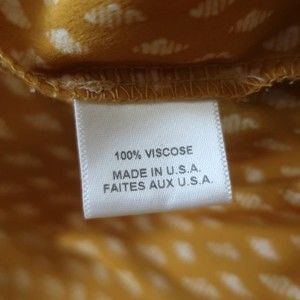 100% VISCOSE
MADE IN U.S.A.
FAITES AUX U.S.A.